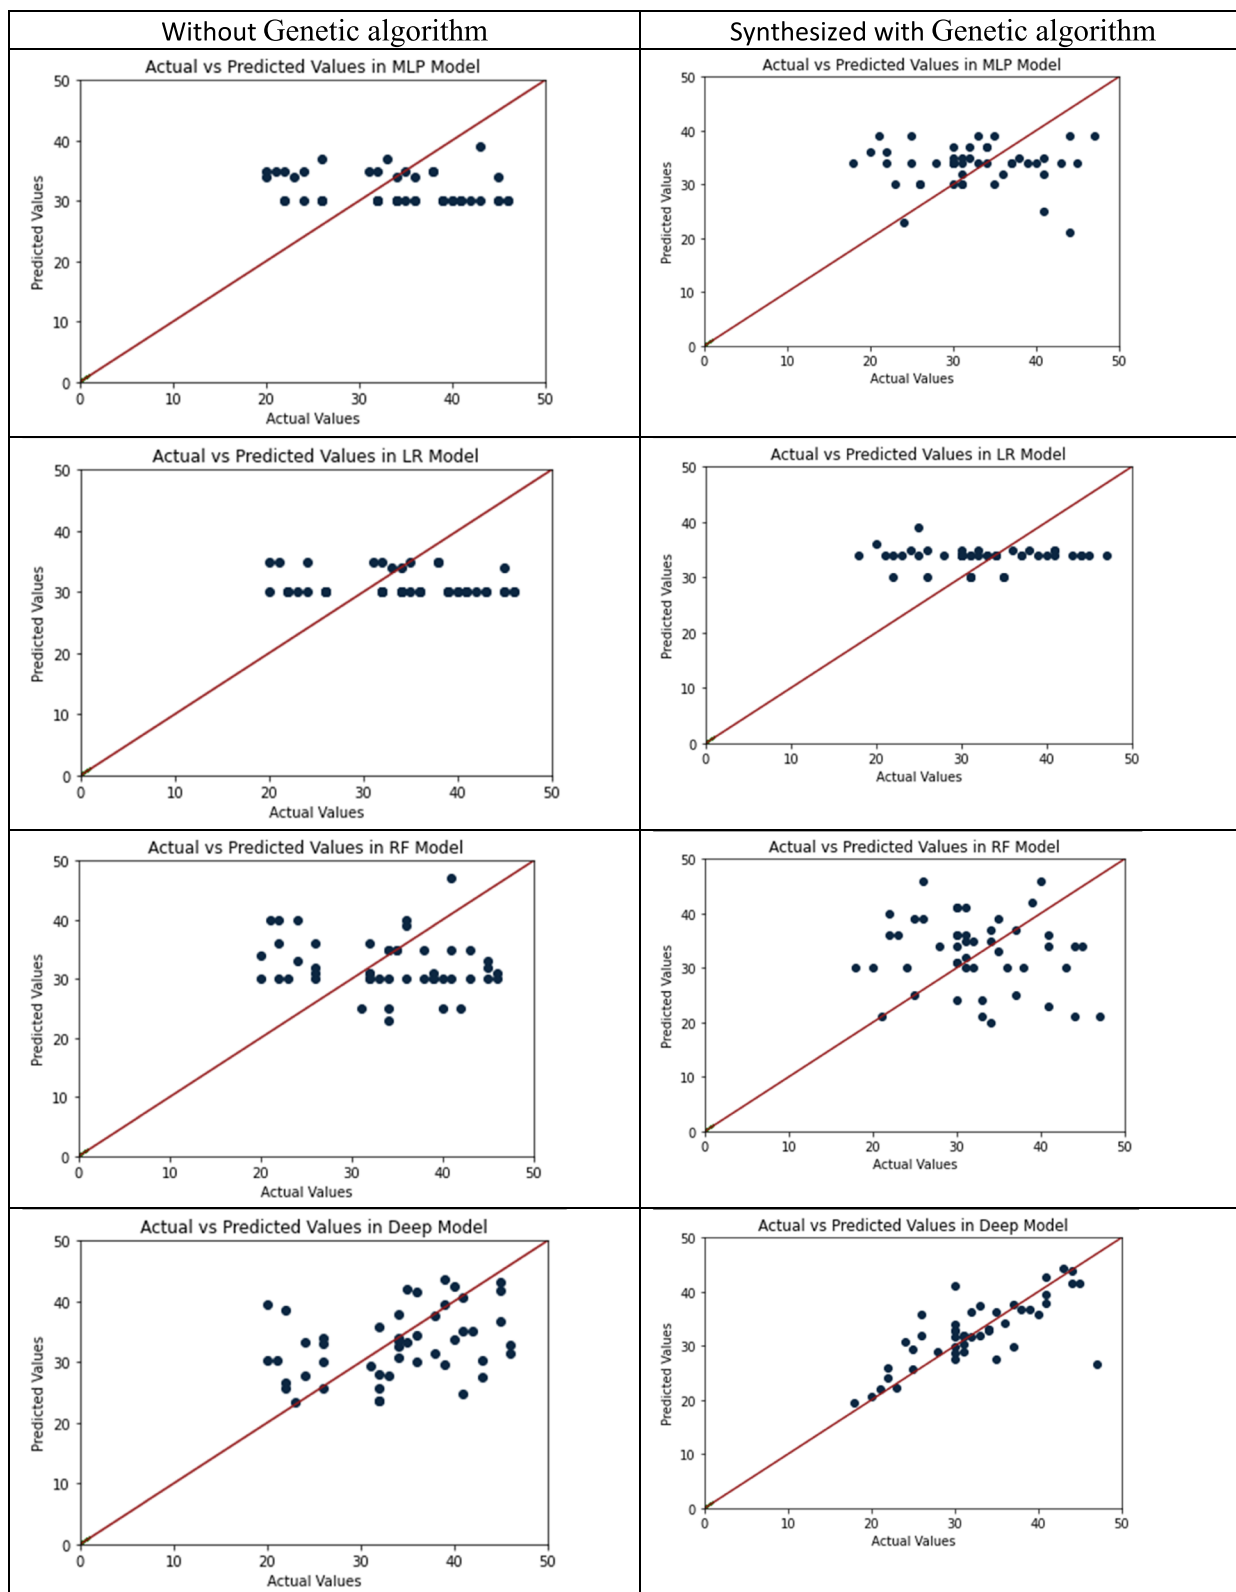 Without Genetic algorithm
Synthesized with Genetic algorithm
Actual vs Predicted Values in MLP Model
50
40
30
20
10
0
Predicted Values
0 10 20 30 40 50
Actual Values
Actual vs Predicted Values in MLP Model
50
40
30
20
10
0
Predicted Values
0 10 20 30 40 50
Actual Values
Actual vs Predicted Values in LR Model
50
40
30
20
10
0
Predicted Values
0 10 20 30 40 50
Actual Values
Actual vs Predicted Values in LR Model
50
40
30
20
10
0
Predicted Values
0 10 20 30 40 50
Actual Values
Actual vs Predicted Values in RF Model
50
40
30
20
10
0
Predicted Values
0 10 20 30 40 50
Actual Values
Actual vs Predicted Values in RF Model
50
40
30
20
10
0
Predicted Values
0 10 20 30 40 50
Actual Values
Actual vs Predicted Values in Deep Model
50
40
30
20
10
0
Predicted Values
0 10 20 30 40 50
Actual Values
Actual vs Predicted Values in Deep Model
50
40
30
20
10
0
Predicted Values
0 10 20 30 40 50
Actual Values